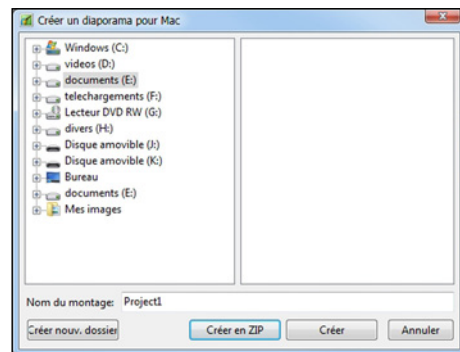 Créer un diaporama pour Mac
Windows (C:)
videos (D:)
documents (E:)
telechargements (F:)
Lecteur DVD RW (G:)
divers (H:)
Disque amovible (J:)
Disque amovible (K:)
Bureau
documents (E:)
Mes images
Nom du montage: Project1
Créer nouv. dossier Créer en ZIP Créer Annuler